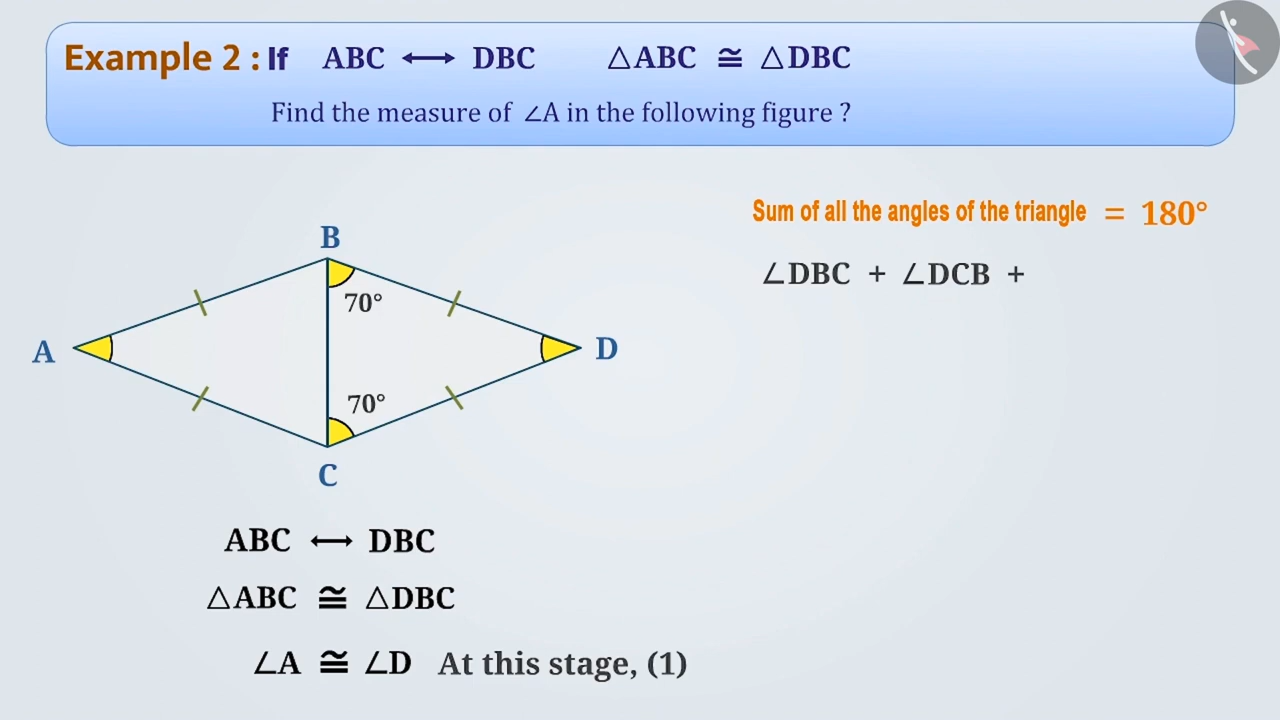 Example 2 : If ABC ⟷ DBC △ABC ≅ △DBC
Find the measure of ∠A in the following figure ?
Sum of all the angles of the triangle = 180°
∠DBC + ∠DCB +
B
70°
A
D
70°
C
ABC ⟷ DBC
△ABC ≅ △DBC
∠A ≅ ∠D At this stage, (1)